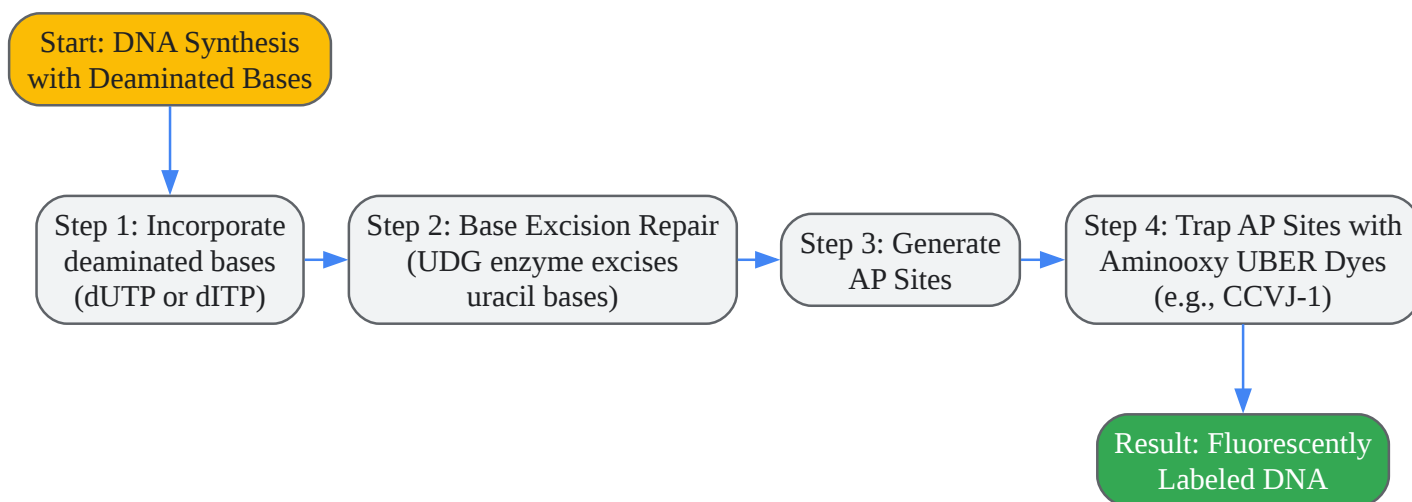 Start: DNA Synthesis
with Deaminated Bases
Step 1: Incorporate
deaminated bases
(dUTP or dITP)
Step 2: Base Excision Repair
(UDG enzyme excises
uracil bases)
Step 3: Generate
AP Sites
Step 4: Trap AP Sites with
Aminooxy UBER Dyes
(e.g., CCVJ-1)
Result: Fluorescently
Labeled DNA